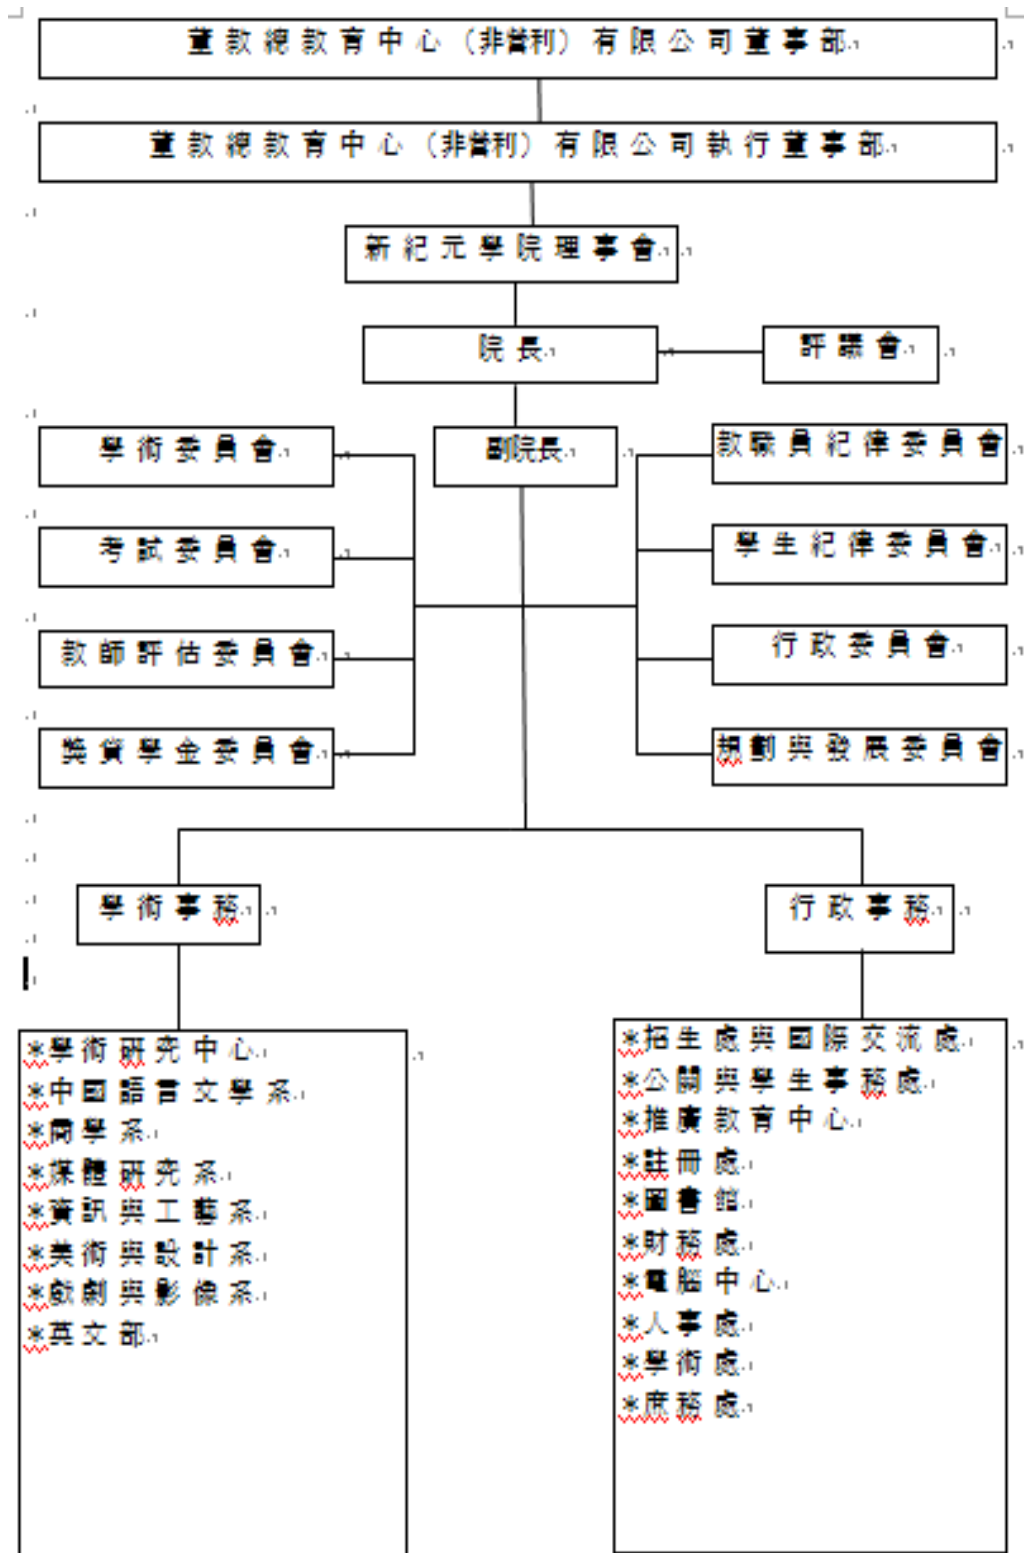 董教總教育中心（非營利）有限公司董事部
董教總教育中心（非營利）有限公司執行董事部
新紀元學院理事會
院長
評議會
學術委員會
副院長
教職員紀律委員會
考試委員會
學生紀律委員會
教師評估委員會
行政委員會
獎貸學金委員會
規劃與發展委員會
學術事務
行政事務
*學術研究中心
*中國語言文學系
*商學系
*媒體研究系
*資訊與工藝系
*美術與設計系
*戲劇與影像系
*英文部
*招生處與國際交流處
*公關與學生事務處
*推廣教育中心
*註冊處
*圖書館
*財務處
*電腦中心
*人事處
*學術處
*庶務處